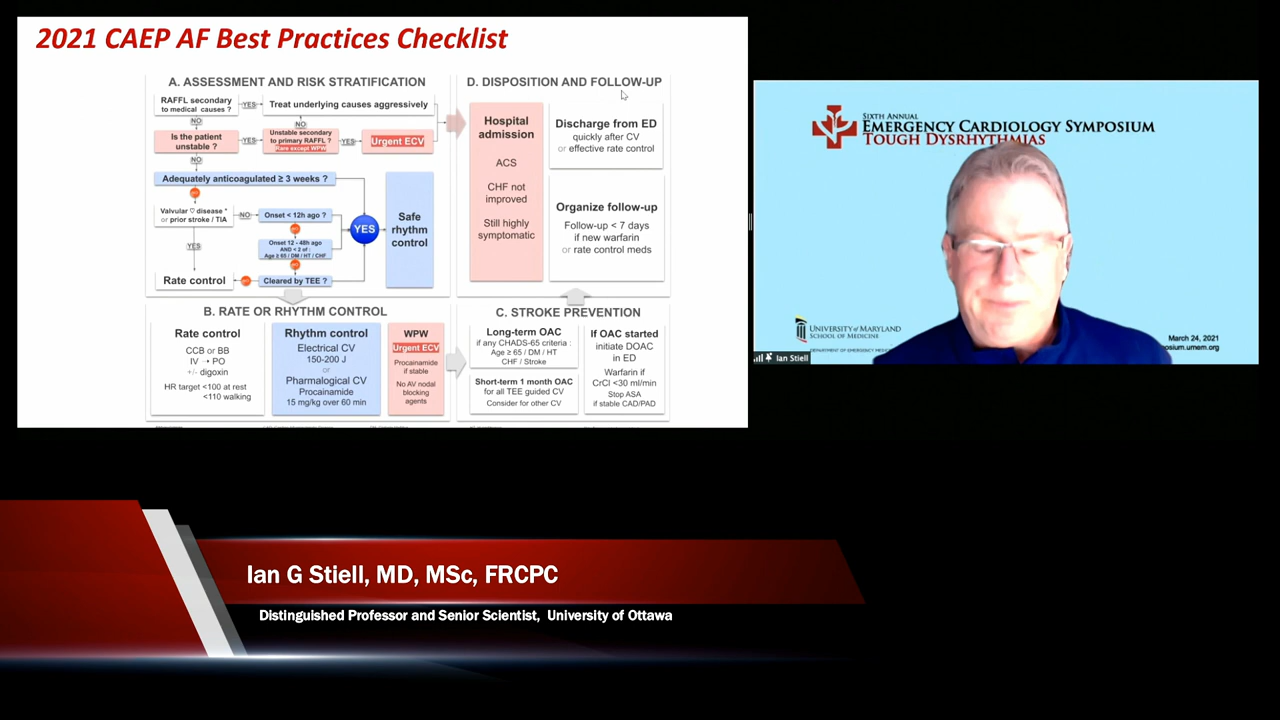 2021 CAEP AF Best Practices Checklist
A. ASSESSMENT AND RISK STRATIFICATION
RAFFL secondary
to medical causes ?
YES
Treat underlying causes aggressively
NO
NO
Is the patient
unstable ?
YES
Unstable secondary
to primary RAFFL ?
Rare except WPW
YES
Urgent ECV
NO
Adequately anticoagulated ≥ 3 weeks ?
NO
Valvular ♡ disease *
or prior stroke / TIA
NO
Onset < 12h ago ?
NO
YES
Onset 12 - 48h ago
AND < 2 of :
Age ≥ 65 / DM / HT / CHF
NO
Rate control
NO
Cleared by TEE ?
YES
Safe
rhythm
control
B. RATE OR RHYTHM CONTROL
Rate control
CCB or BB
IV → PO
+/- digoxin
HR target <100 at rest
<110 walking
Rhythm control
Electrical CV
150-200 J
or
Pharmalogical CV
Procainamide
15 mg/kg over 60 min
WPW
Urgent ECV
Procainamide
if stable
No AV nodal
blocking
agents
C. STROKE PREVENTION
Long-term OAC
if any CHADS-65 criteria :
Age ≥ 65 / DM / HT
CHF / Stroke
Short-term 1 month OAC
for all TEE guided CV
Consider for other CV
If OAC started
initiate DOAC
in ED
Warfarin if
CrCl <30 ml/min
Stop ASA
if stable CAD/PAD
D. DISPOSITION AND FOLLOW-UP
Hospital
admission
ACS
CHF not
improved
Still highly
symptomatic
Discharge from ED
quickly after CV
or effective rate control
Organize follow-up
Follow-up < 7 days
if new warfarin
or rate control meds
SIXTH ANNUAL
EMERGENCY CARDIOLOGY SYMPOSIUM
TOUGH DYSRHYTHMIAS
UNIVERSITY of MARYLAND
SCHOOL OF MEDICINE
DEPARTMENT OF EMERGENCY
March 24, 2021
posium.umem.org
Ian Stiell
Ian G Stiell, MD, MSc, FRCPC
Distinguished Professor and Senior Scientist, University of Ottawa